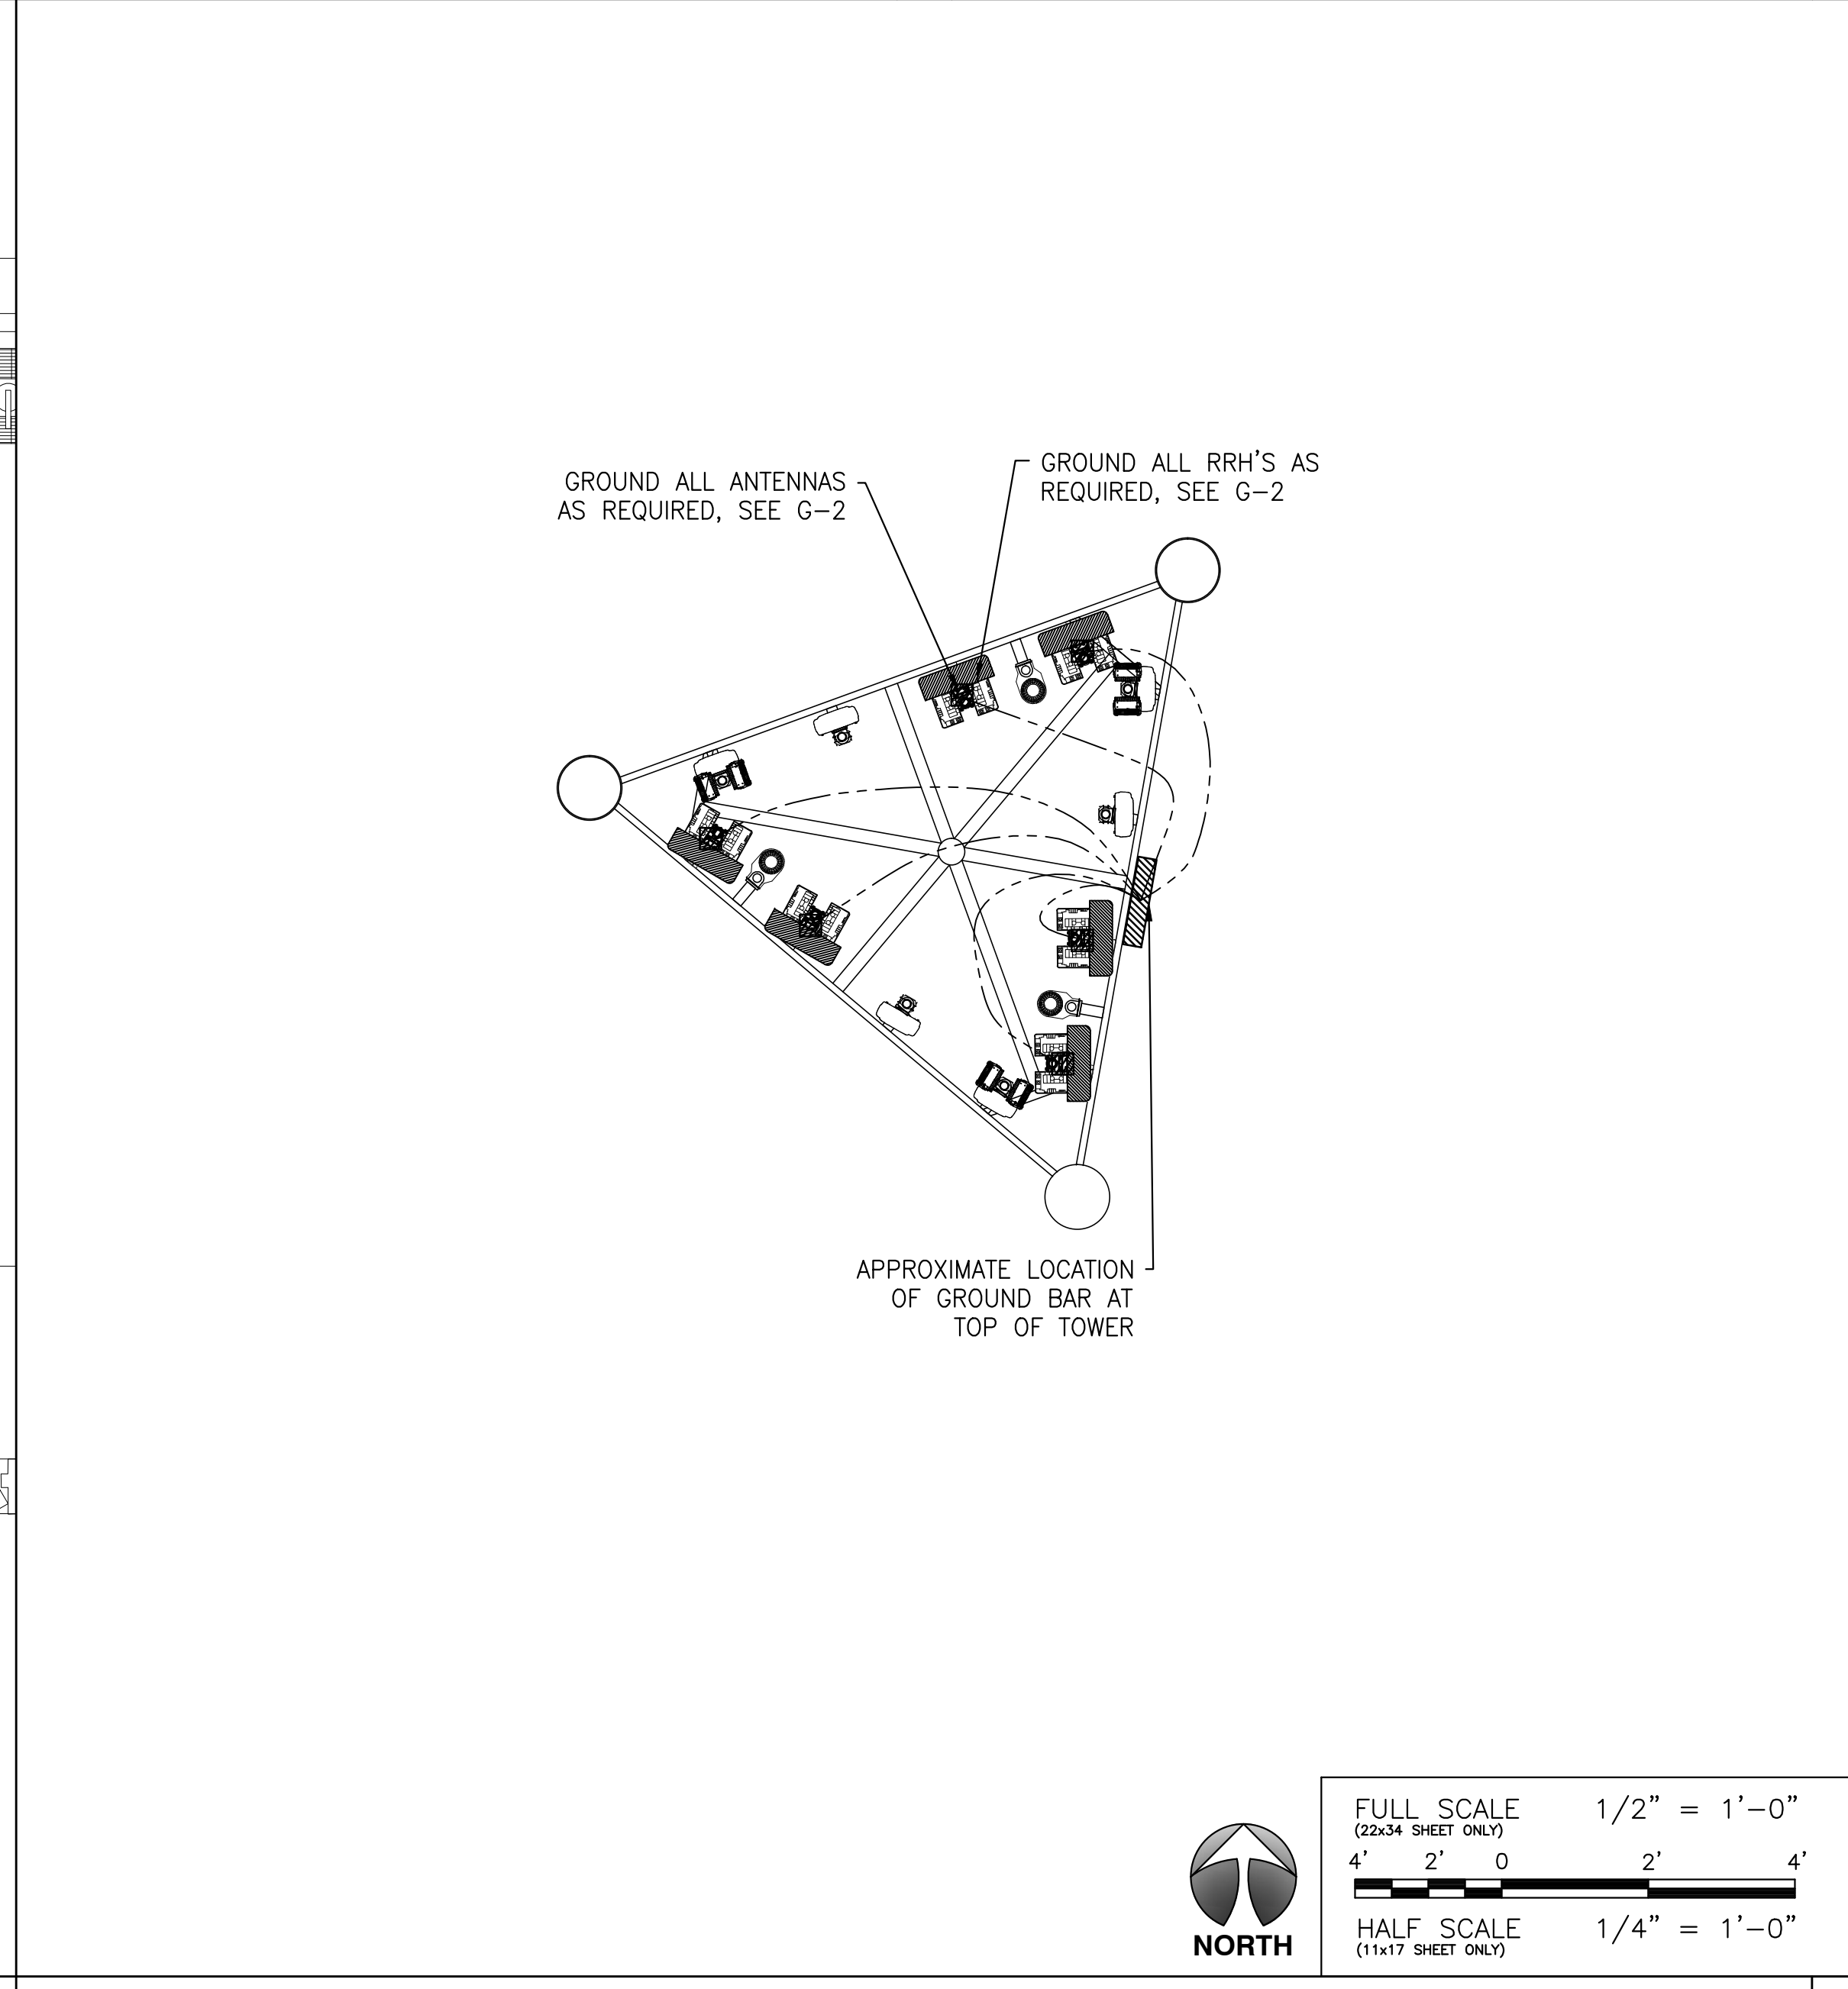 GROUND ALL ANTENNAS
AS REQUIRED, SEE G-2
GROUND ALL RRH'S AS
REQUIRED, SEE G-2
APPROXIMATE LOCATION
OF GROUND BAR AT
TOP OF TOWER
NORTH
FULL SCALE 1/2" = 1'-0"
(22x34 SHEET ONLY)
4' 2' 0 2' 4'
HALF SCALE 1/4" = 1'-0"
(11x17 SHEET ONLY)